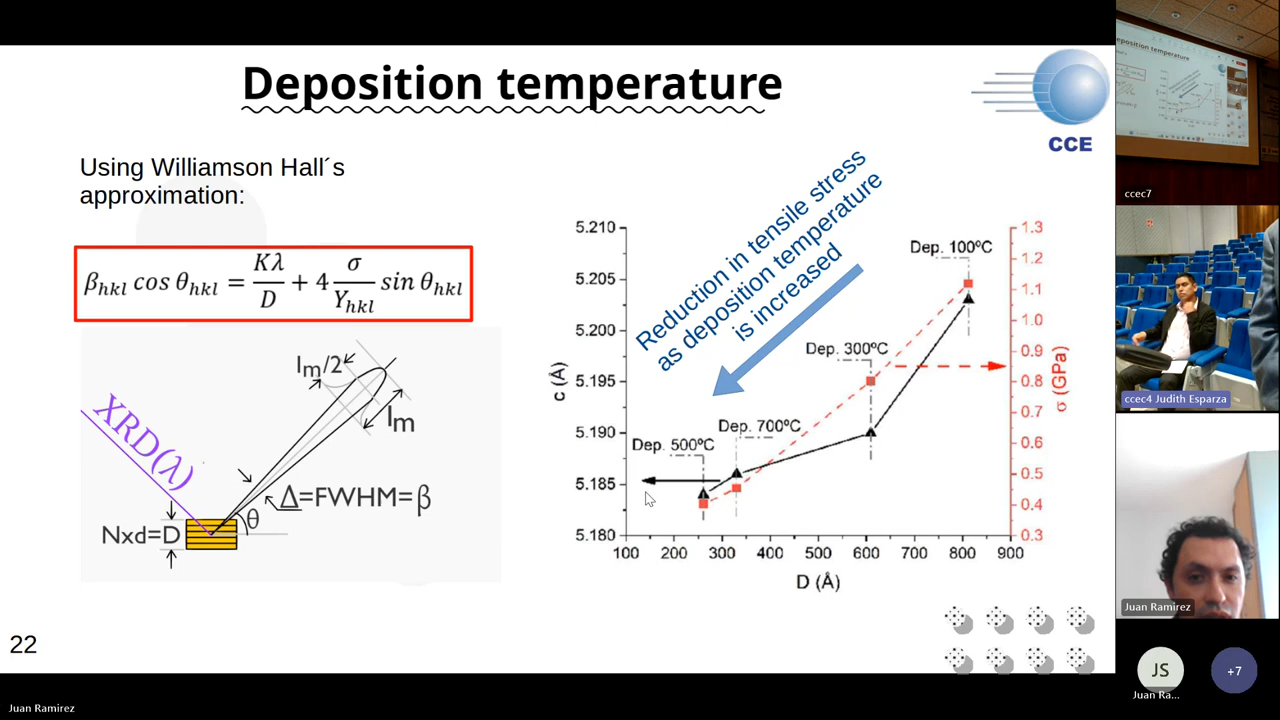 Deposition temperature
CCE
Using Williamson Hall´s
approximation:
β_hkl cos θ_hkl = Kλ/D + 4 σ/Y_hkl sin θ_hkl
I_m/2
I_m
XRD(λ)
Δ=FWHM=β
θ
Nxd=D
Reduction in tensile stress
as deposition temperature
is increased
5.210
5.205
5.200
5.195
5.190
5.185
5.180
c (Å)
Dep. 500ºC
Dep. 700ºC
Dep. 300ºC
Dep. 100ºC
1.3
1.2
1.1
1.0
0.9
0.8
0.7
0.6
0.5
0.4
0.3
σ (GPa)
100 200 300 400 500 600 700 800 900
D (Å)
22
Juan Ramirez
eposition temperature
ccec7
ccec4 Judith Esparza
Juan Ramirez
JS
Juan Ra...
+7